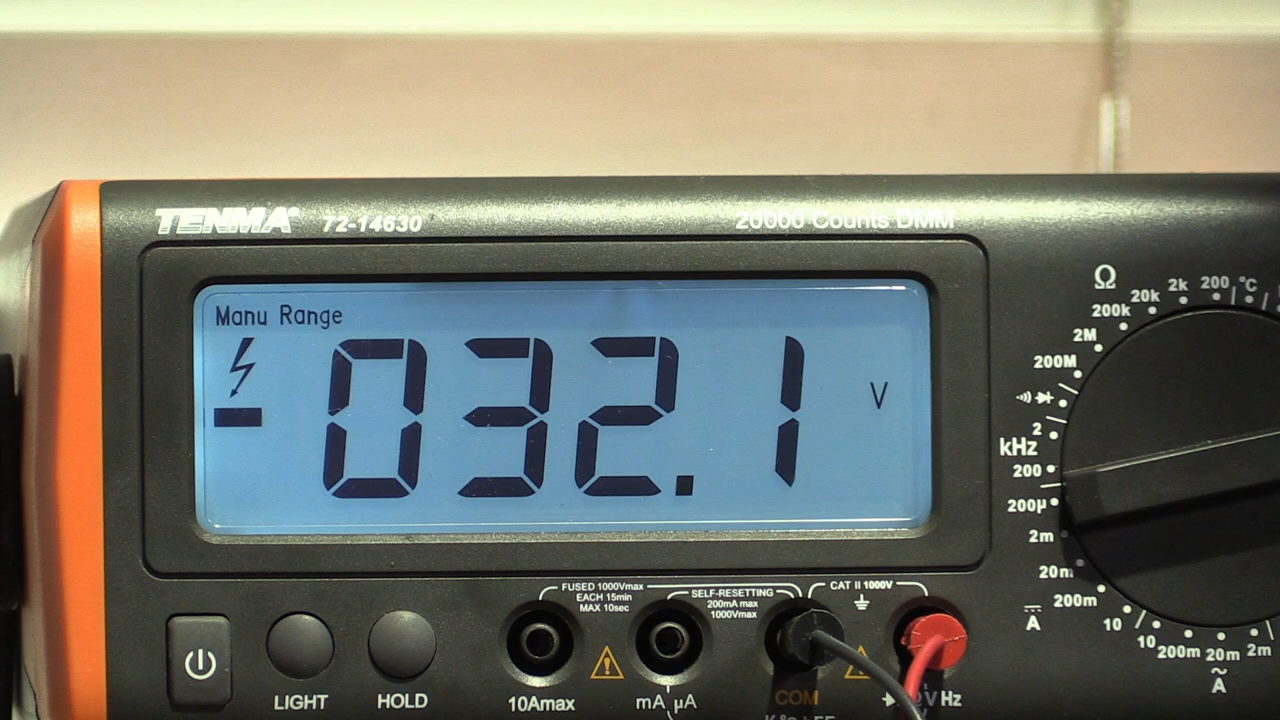 TENMA® 72-14630 20000 Counts DMM
Manu Range
-032.1 V
Ω
200k 20k 2k 200 °C
2M
200M
2
kHz
200
200μ
2m
20m
200m
10
A
10 200m 20m 2m
A
FUSED 1000Vmax
EACH 15min
MAX 10sec
SELF-RESETTING
200mA max
1000Vmax
CAT II 1000V
LIGHT HOLD 10Amax mA μA COM V Hz